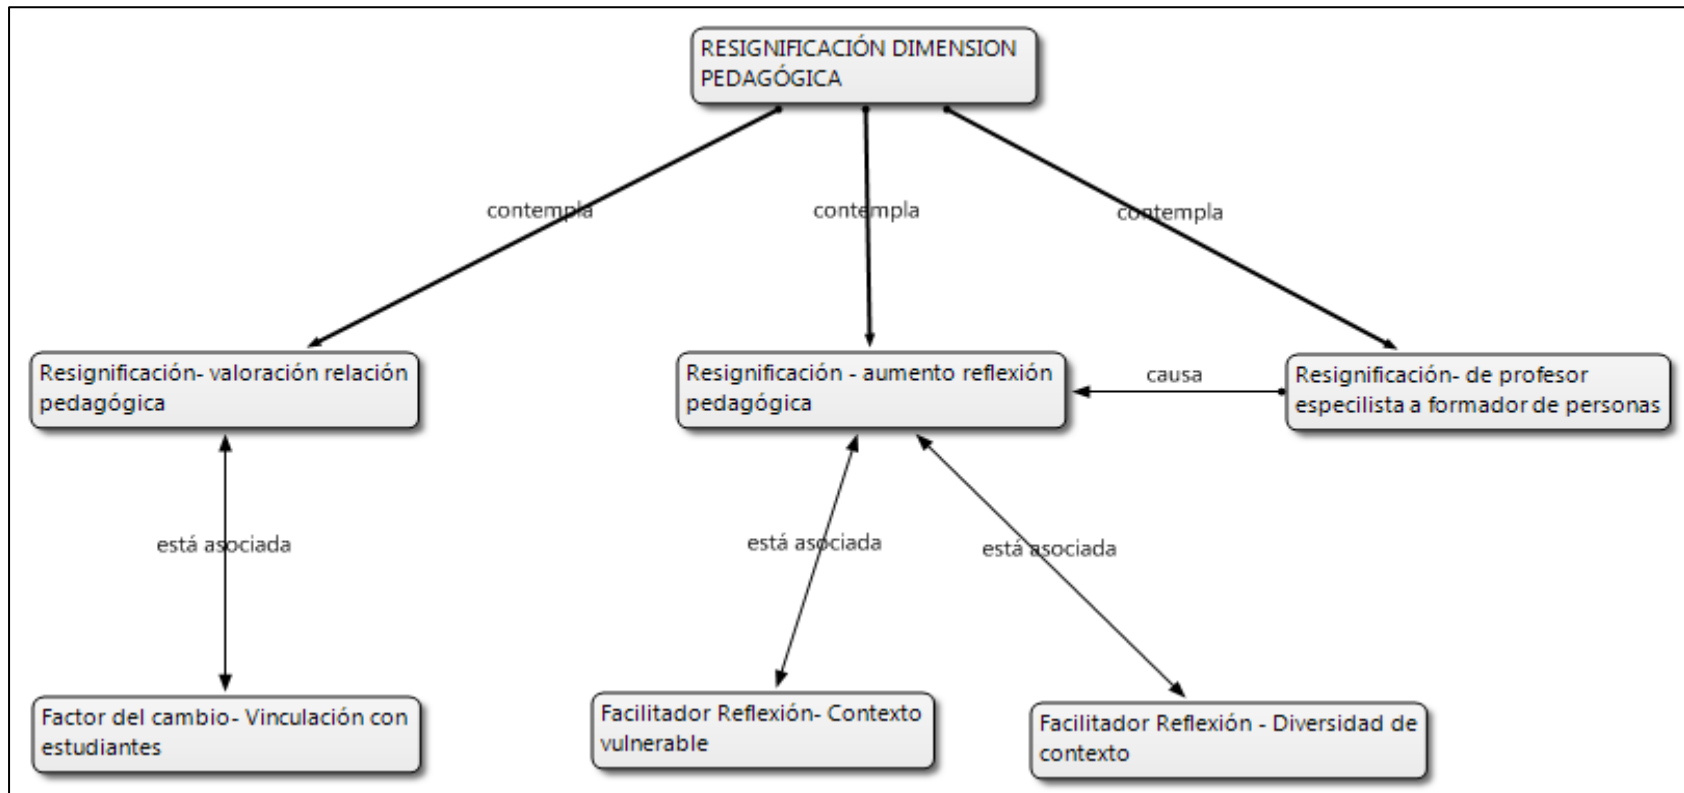 RESIGNIFICACIÓN DIMENSION
PEDAGÓGICA
contempla
contempla
contempla
Resignificación- valoración relación
pedagógica
Resignificación - aumento reflexión
pedagógica
causa
Resignificación- de profesor
especilista a formador de personas
está asociada
está asociada
está asociada
Factor del cambio- Vinculación con
estudiantes
Facilitador Reflexión- Contexto
vulnerable
Facilitador Reflexión - Diversidad de
contexto